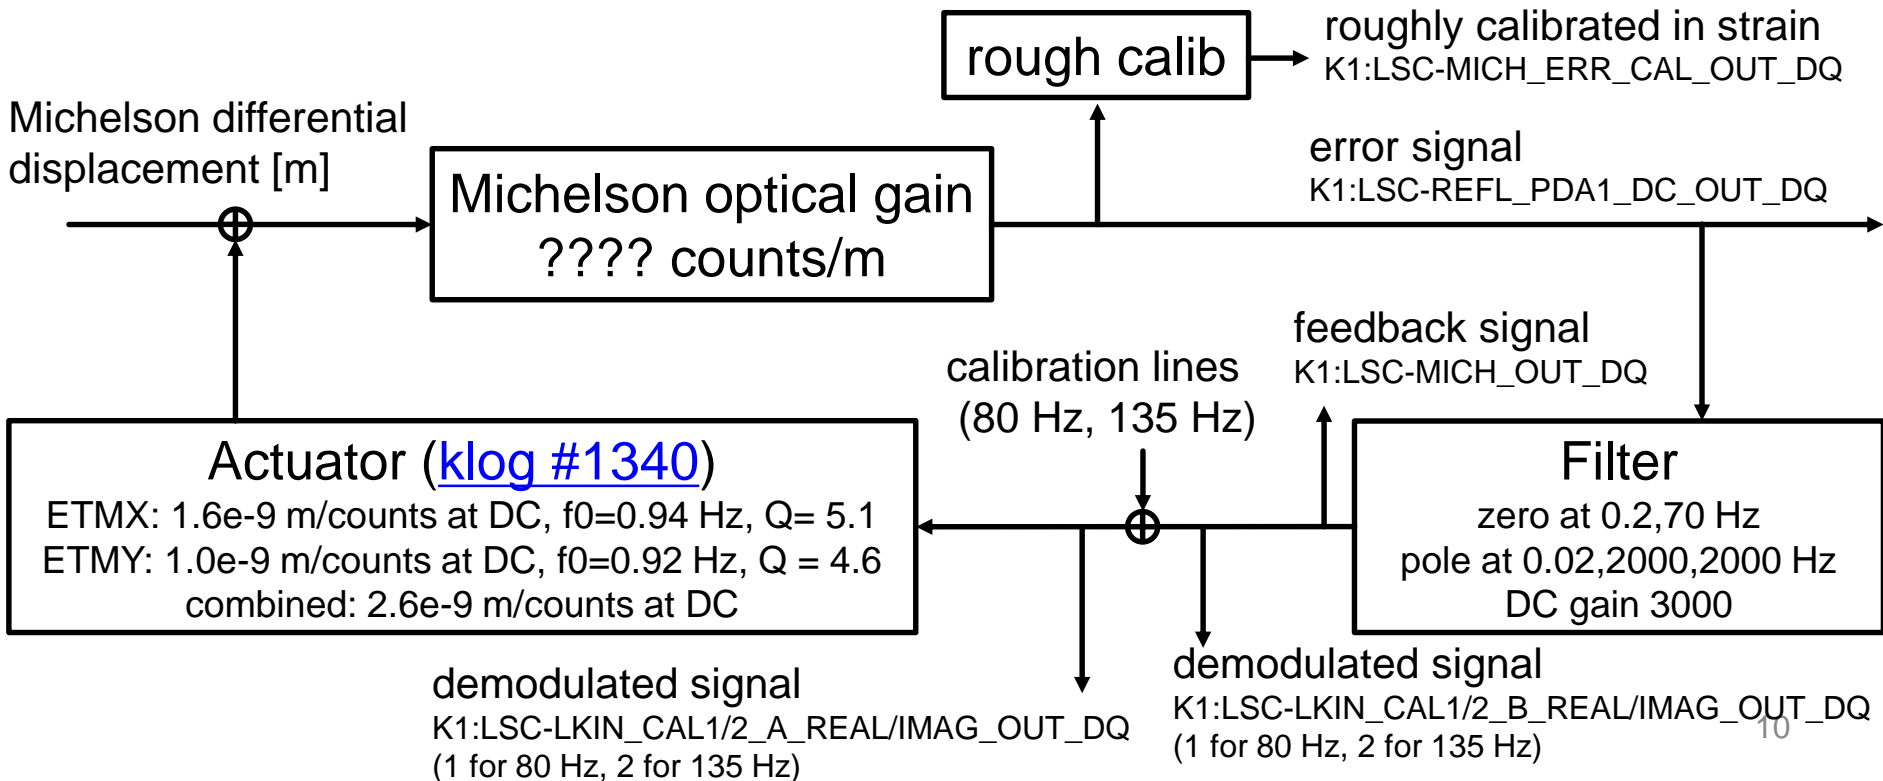 rough calib
roughly calibrated in strain
K1:LSC-MICH_ERR_CAL_OUT_DQ
Michelson differential
displacement [m]
Michelson optical gain
???? counts/m
error signal
K1:LSC-REFL_PDA1_DC_OUT_DQ
feedback signal
K1:LSC-MICH_OUT_DQ
calibration lines
(80 Hz, 135 Hz)
Actuator (klog #1340)
ETMX: 1.6e-9 m/counts at DC, f0=0.94 Hz, Q= 5.1
ETMY: 1.0e-9 m/counts at DC, f0=0.92 Hz, Q = 4.6
combined: 2.6e-9 m/counts at DC
Filter
zero at 0.2,70 Hz
pole at 0.02,2000,2000 Hz
DC gain 3000
demodulated signal
K1:LSC-LKIN_CAL1/2_A_REAL/IMAG_OUT_DQ
(1 for 80 Hz, 2 for 135 Hz)
demodulated signal
K1:LSC-LKIN_CAL1/2_B_REAL/IMAG_OUT_DQ
(1 for 80 Hz, 2 for 135 Hz)
10